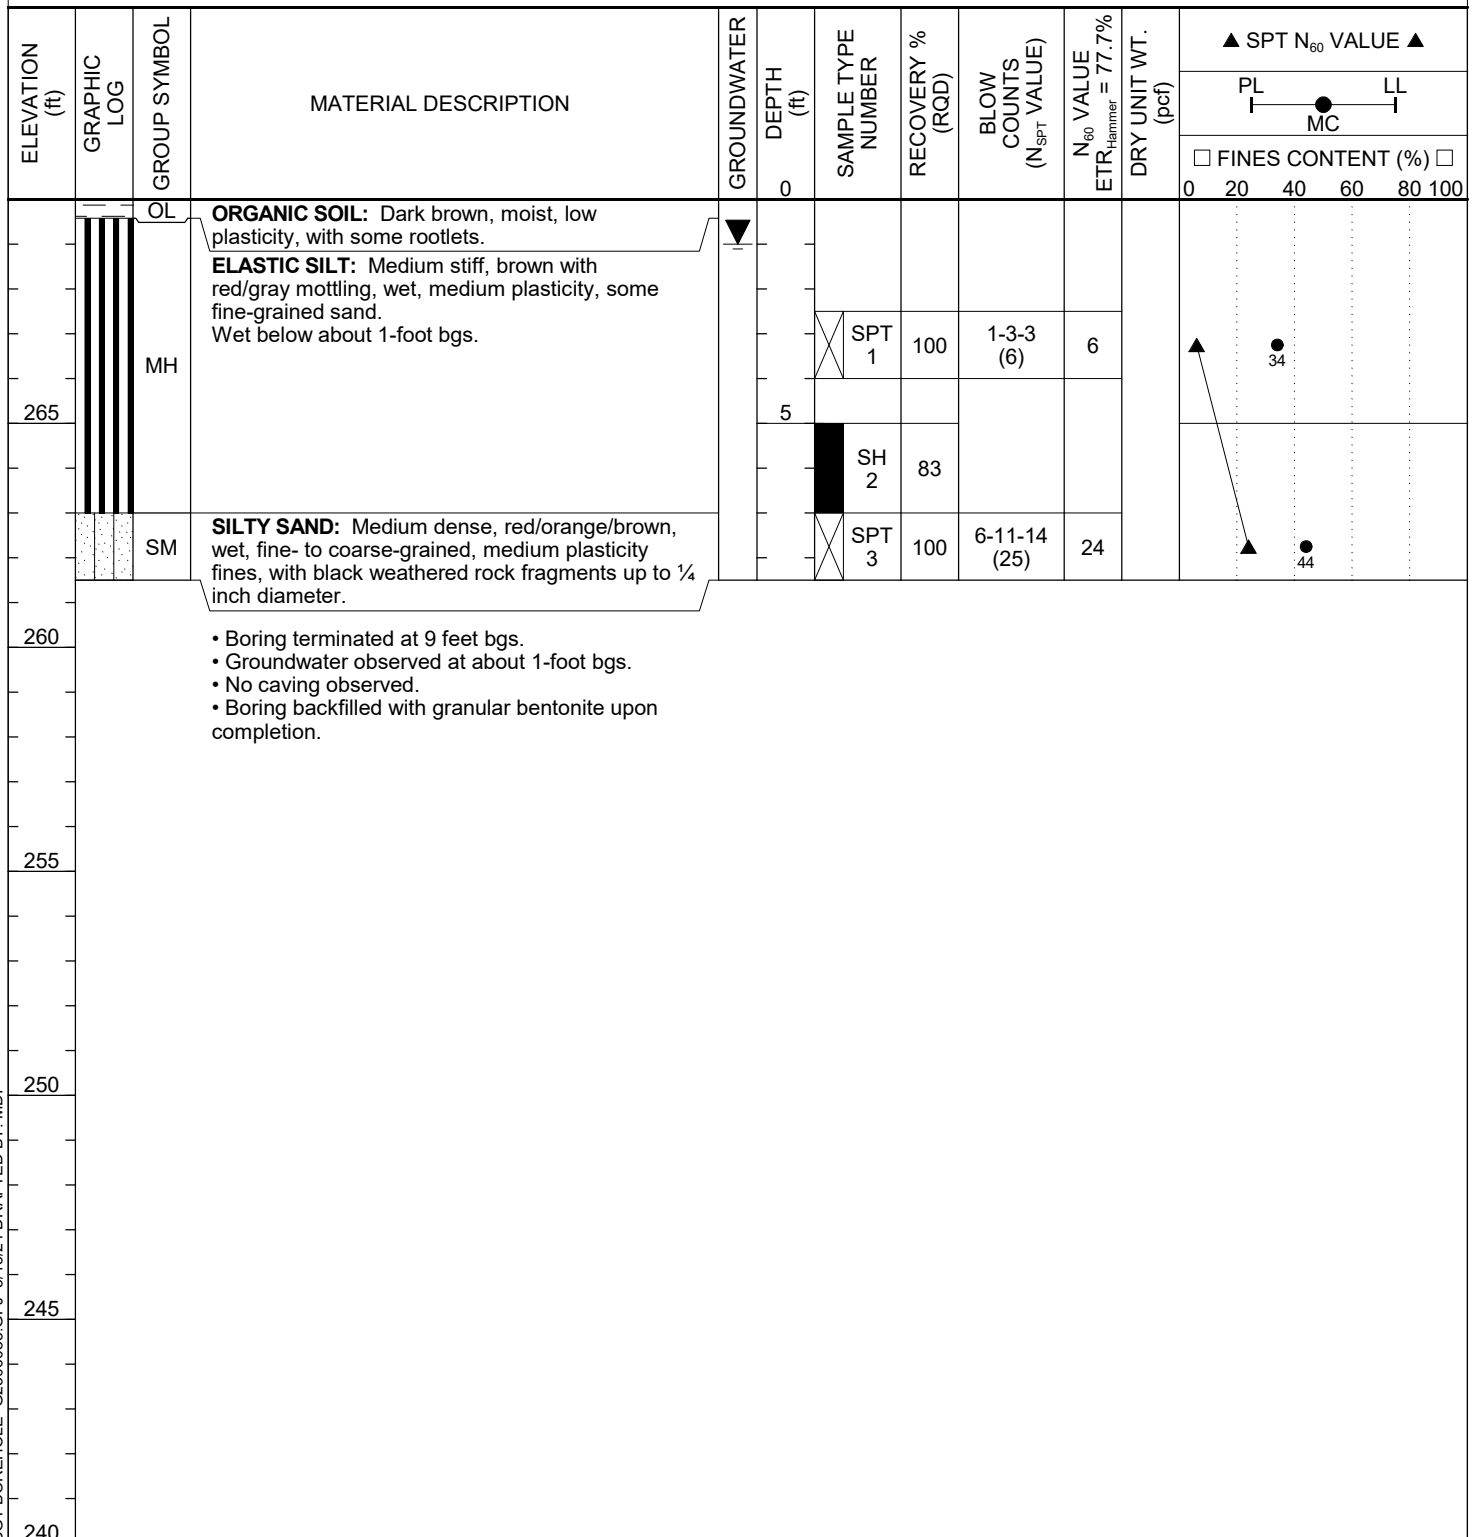 ELEVATION
(ft)
GRAPHIC
LOG
GROUP SYMBOL
MATERIAL DESCRIPTION
GROUNDWATER
DEPTH
(ft)
0
SAMPLE TYPE
NUMBER
RECOVERY %
(RQD)
BLOW
COUNTS
(N_SPT VALUE)
N_60 VALUE
ETR_Hammer = 77.7%
DRY UNIT WT.
(pcf)
▲ SPT N_60 VALUE ▲
PL LL
MC
□ FINES CONTENT (%) □
0 20 40 60 80 100
OL
ORGANIC SOIL: Dark brown, moist, low
plasticity, with some rootlets.
MH
ELASTIC SILT: Medium stiff, brown with
red/gray mottling, wet, medium plasticity, some
fine-grained sand.
Wet below about 1-foot bgs.
SPT
1
100
1-3-3
(6)
6
34
265
5
SH
2
83
SM
SILTY SAND: Medium dense, red/orange/brown,
wet, fine- to coarse-grained, medium plasticity
fines, with black weathered rock fragments up to ¼
inch diameter.
SPT
3
100
6-11-14
(25)
24
44
260
• Boring terminated at 9 feet bgs.
• Groundwater observed at about 1-foot bgs.
• No caving observed.
• Boring backfilled with granular bentonite upon
completion.
255
250
245
240